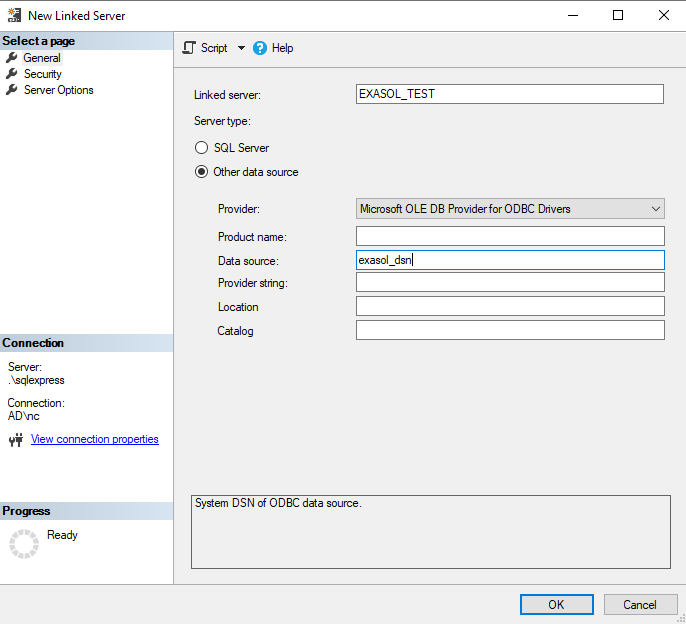 New Linked Server
Select a page
General
Security
Server Options
Connection
Server:
.\sqlexpress
Connection:
AD\nc
View connection properties
Progress
Ready
Script
Help
Linked server:
EXASOL_TEST
Server type:
SQL Server
Other data source
Provider:
Microsoft OLE DB Provider for ODBC Drivers
Product name:
Data source:
exasol_dsn
Provider string:
Location
Catalog
System DSN of ODBC data source.
OK
Cancel